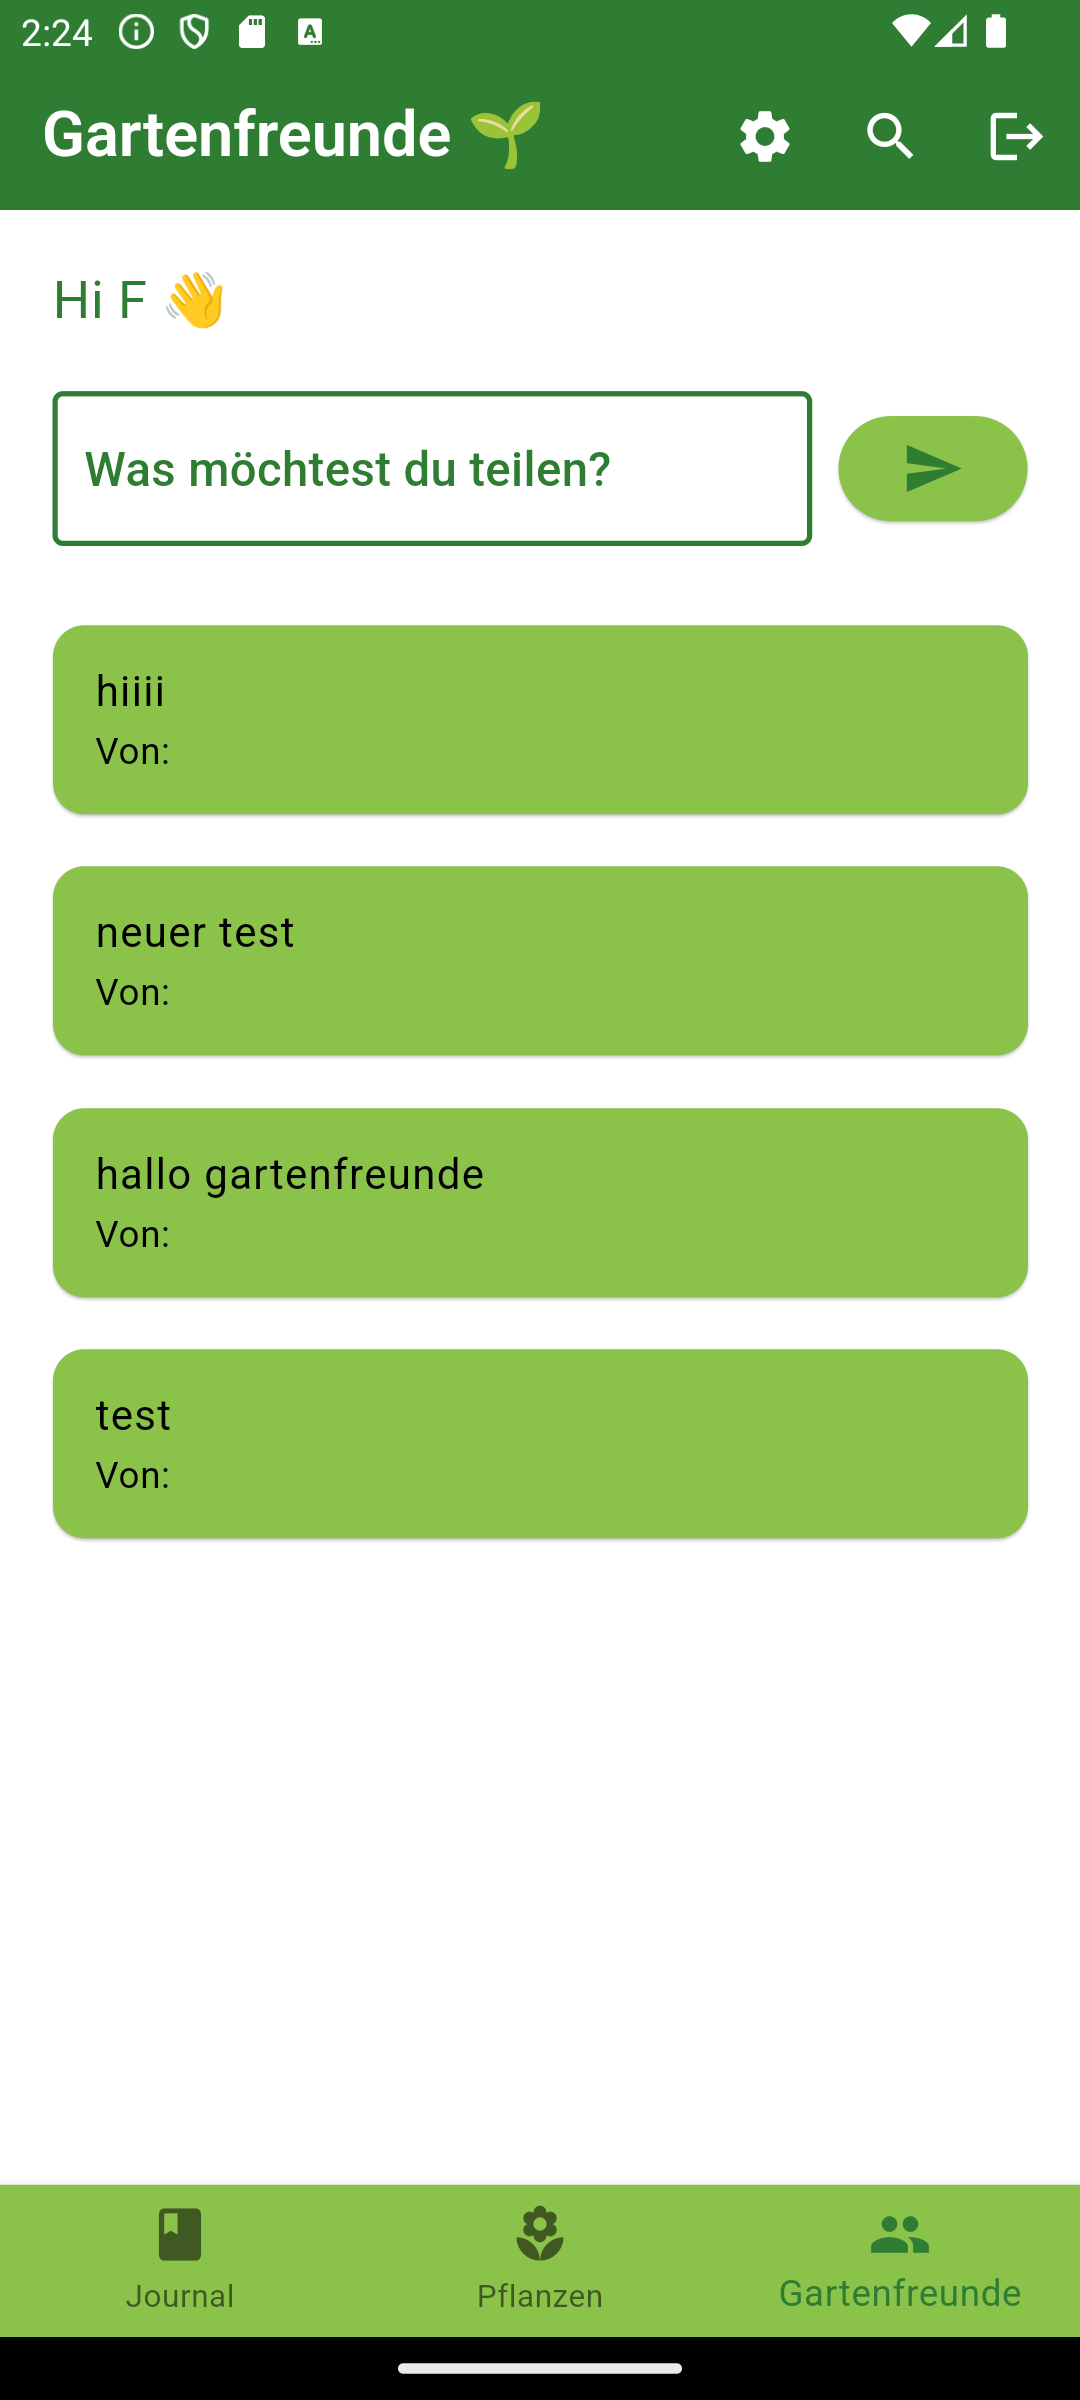 2:24
Gartenfreunde 🌱
Hi F 👋
Was möchtest du teilen?
hiiii
Von:
neuer test
Von:
hallo gartenfreunde
Von:
test
Von:
Journal
Pflanzen
Gartenfreunde